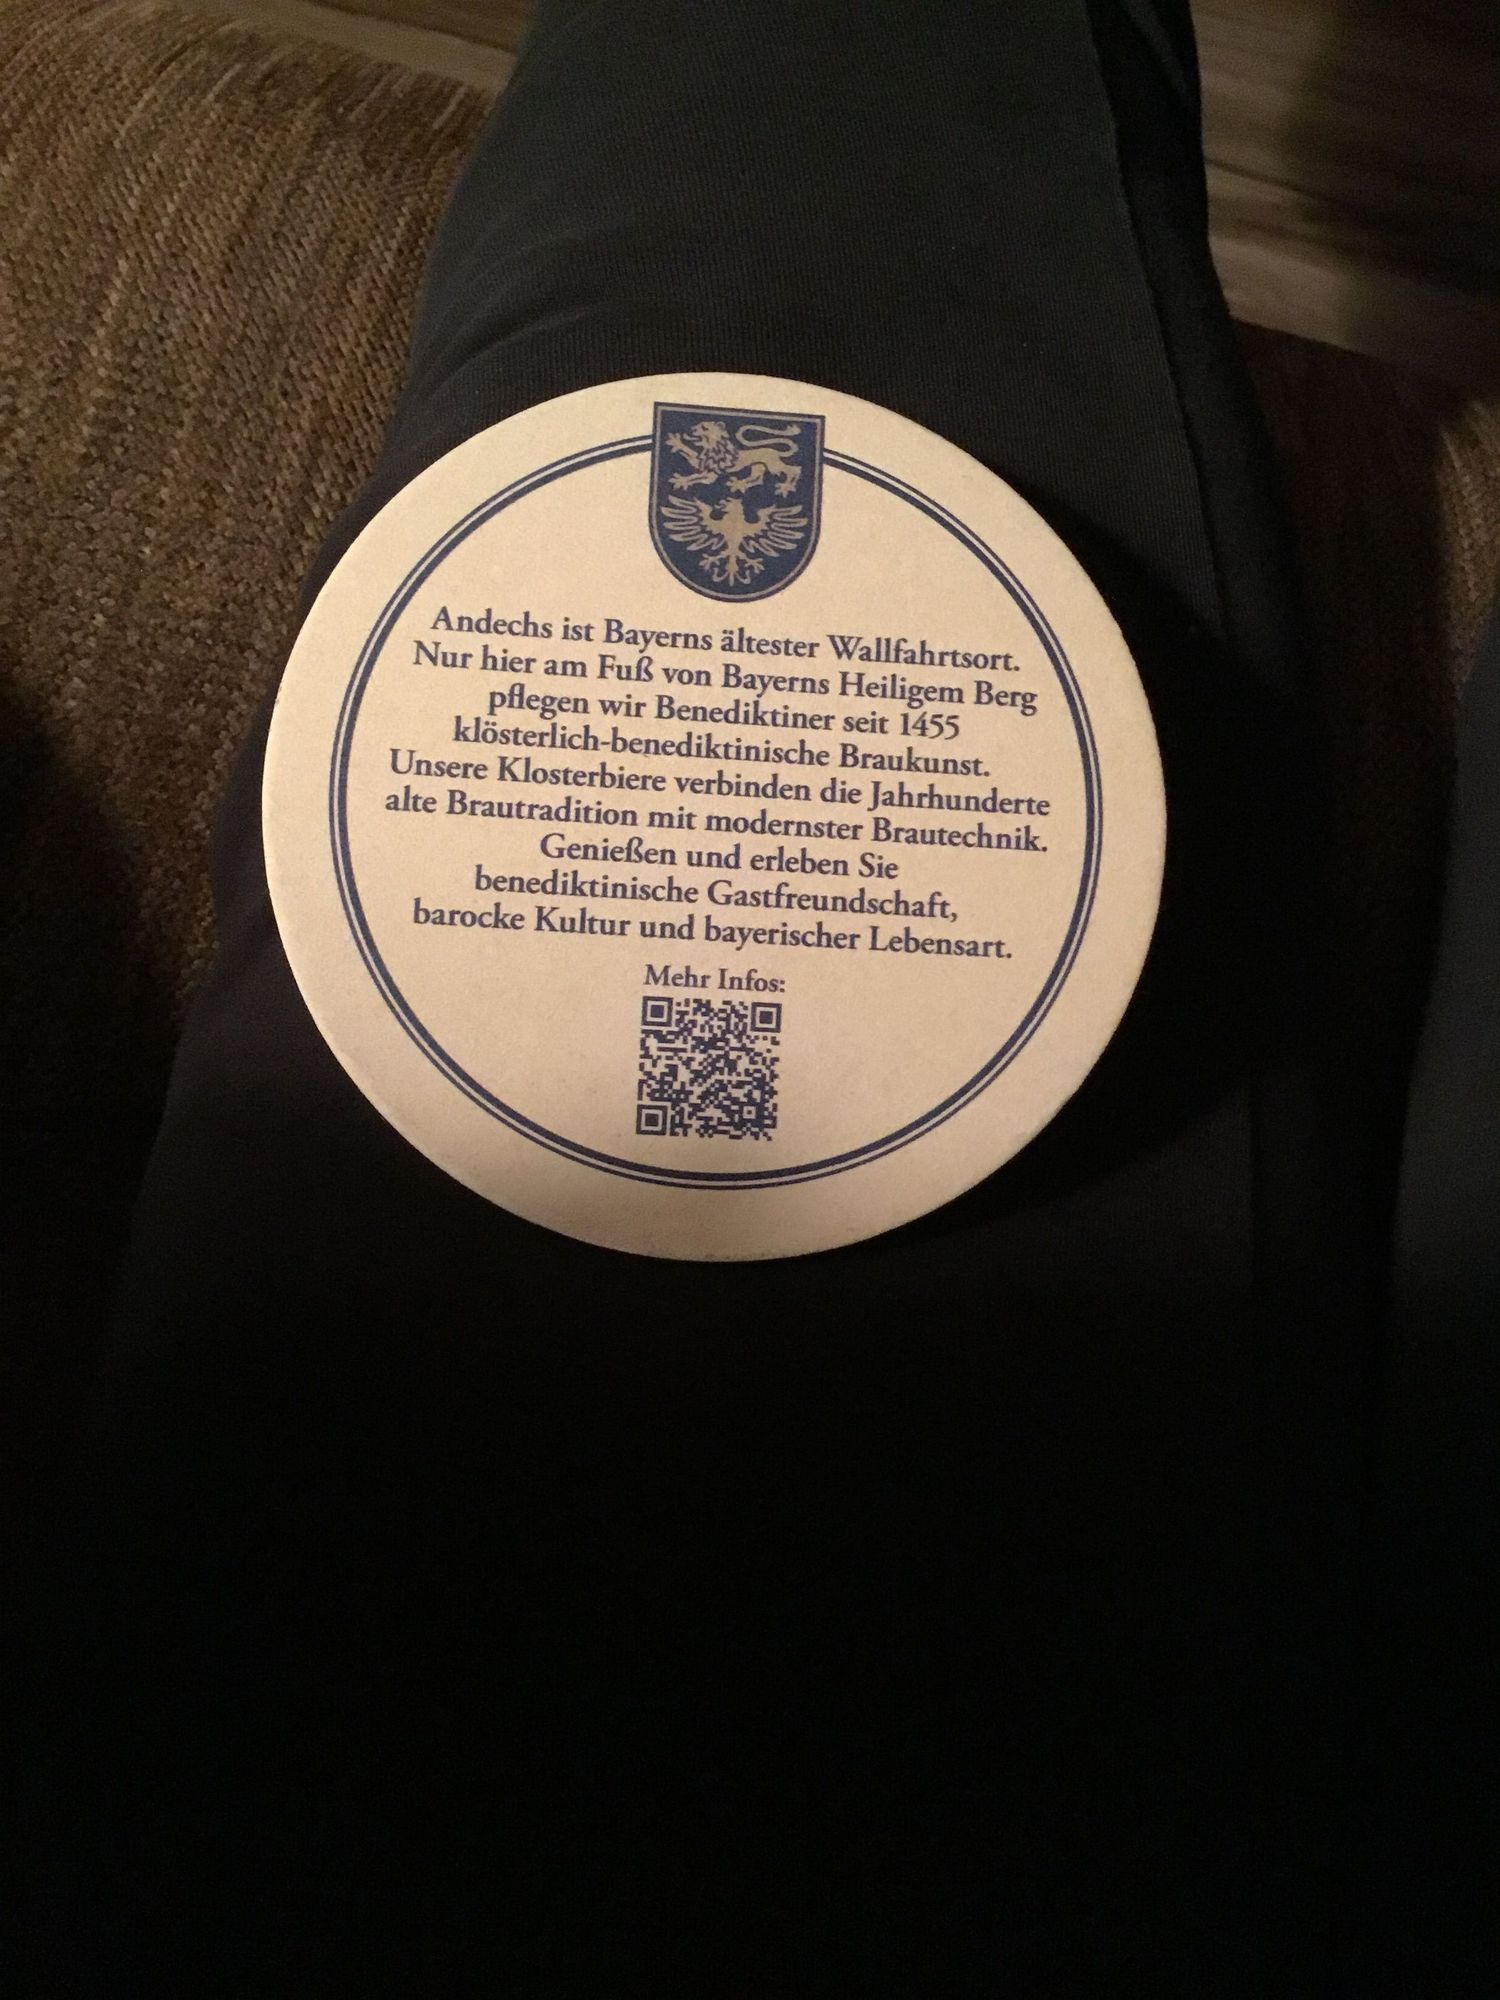 Andechs ist Bayerns ältester Wallfahrtsort.
Nur hier am Fuß von Bayerns Heiligem Berg
pflegen wir Benediktiner seit 1455
klösterlich-benediktinische Braukunst.
Unsere Klosterbiere verbinden die Jahrhunderte
alte Brautradition mit modernster Brautechnik.
Genießen und erleben Sie
benediktinische Gastfreundschaft,
barocke Kultur und bayerischer Lebensart.
Mehr Infos: